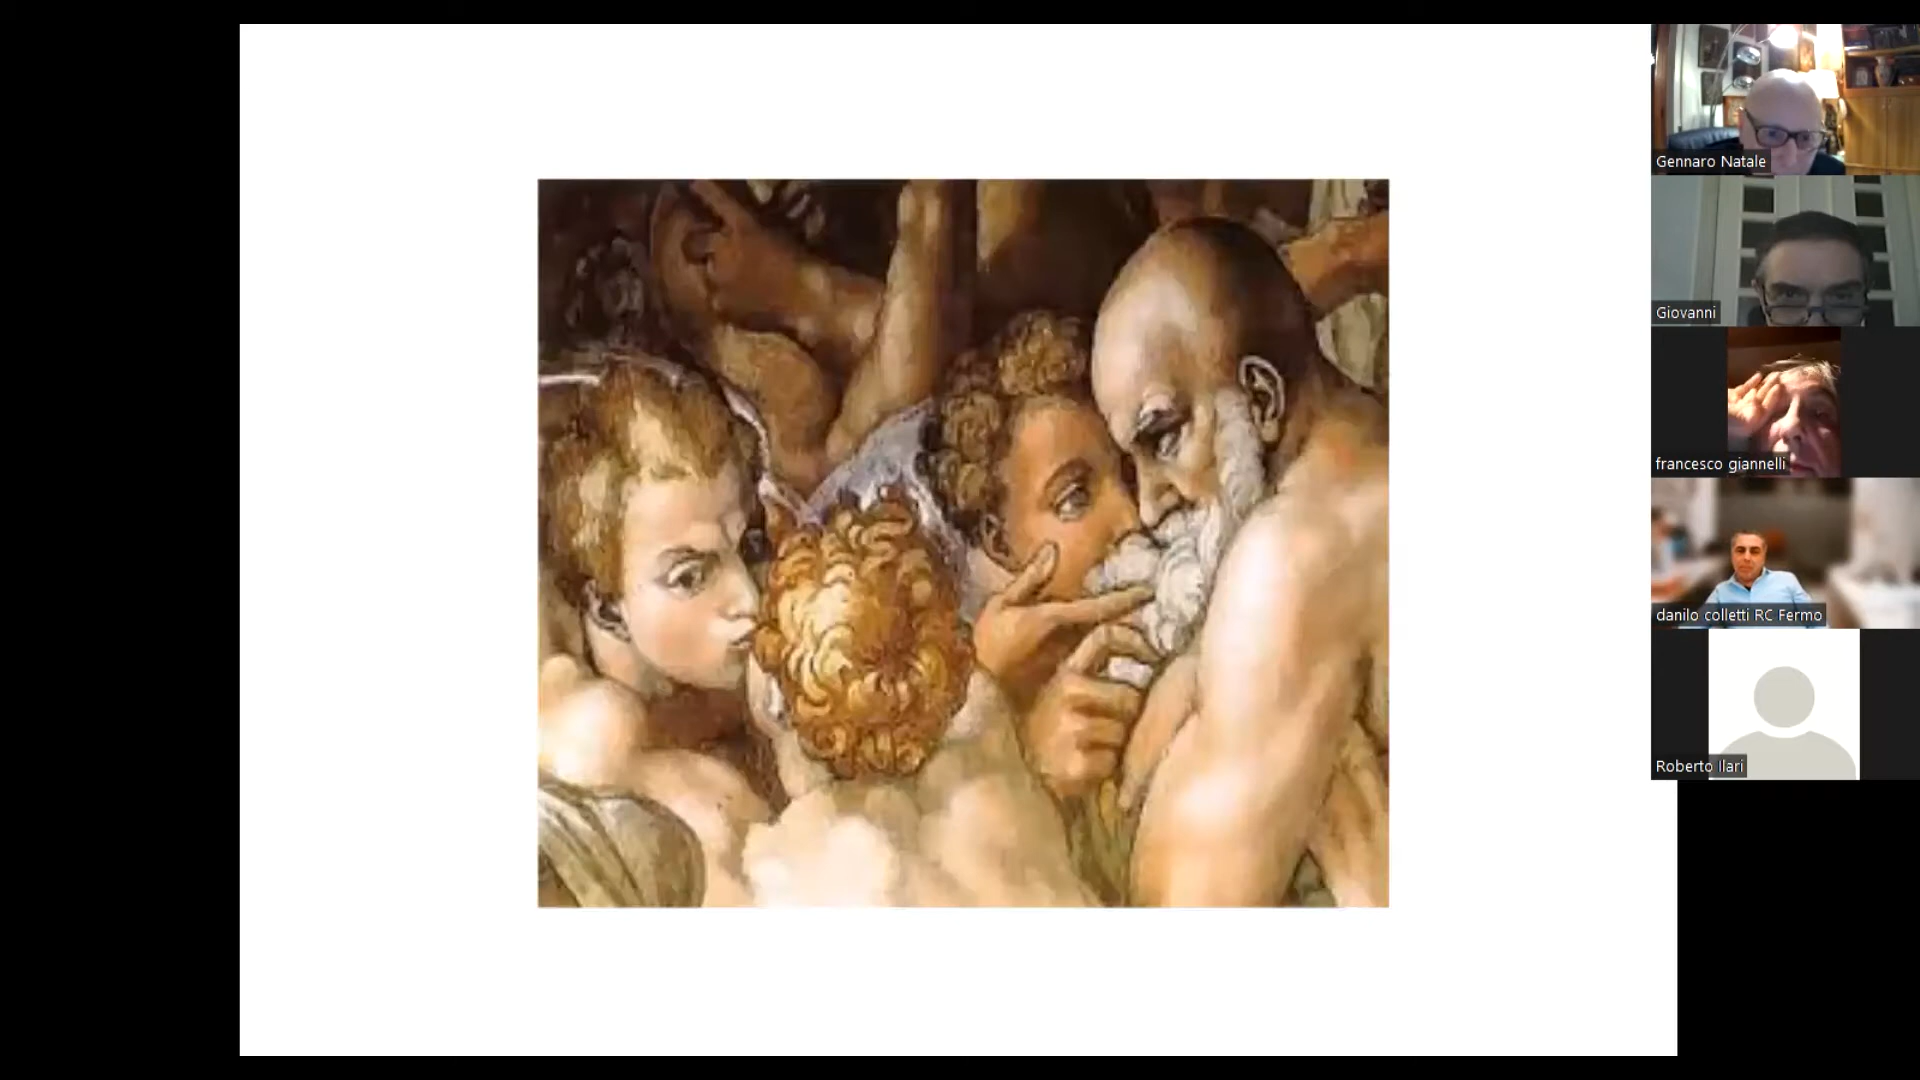 Gennaro Natale
Giovanni
francesco giannelli
danilo colletti RC Fermo
Roberto Ilari